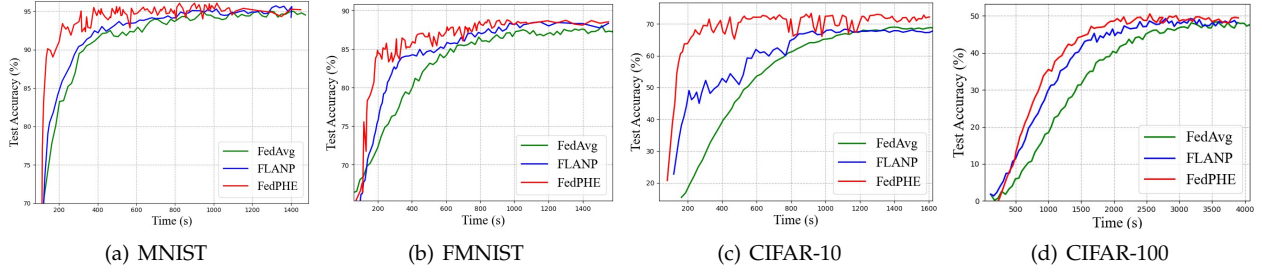 Test Accuracy (%)
95
90
85
80
75
70
200 400 600 800 1000 1200 1400
Time (s)
FedAvg
FLANP
FedPHE
(a) MNIST
Test Accuracy (%)
90
85
80
75
70
200 400 600 800 1000 1200 1400
Time (s)
FedAvg
FLANP
FedPHE
(b) FMNIST
Test Accuracy (%)
70
60
50
40
30
20
200 400 600 800 1000 1200 1400 1600
Time (s)
FedAvg
FLANP
FedPHE
(c) CIFAR-10
Test Accuracy (%)
50
40
30
20
10
0
500 1000 1500 2000 2500 3000 3500 4000
Time (s)
FedAvg
FLANP
FedPHE
(d) CIFAR-100